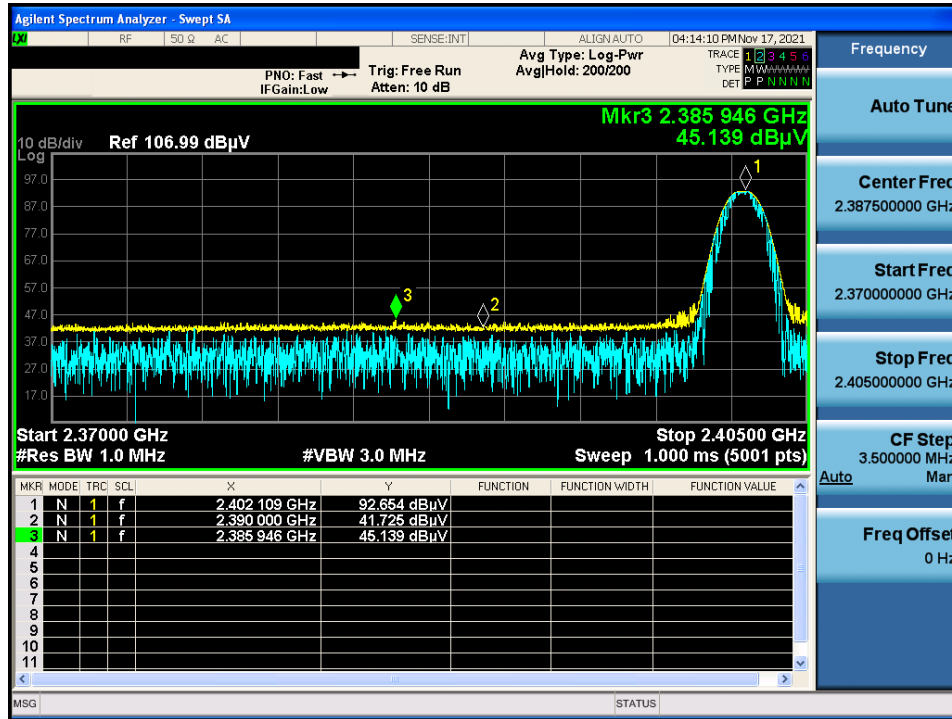 Agilent Spectrum Analyzer - Swept SA
LXI RF 50 Ω AC SENSE:INT ALIGN AUTO 04:14:10 PM Nov 17, 2021
PNO: Fast Trig: Free Run Avg Type: Log-Pwr TRACE 1 2 3 4 5 6
IFGain:Low Atten: 10 dB Avg|Hold: 200/200 TYPE M W W W W W
DET P P N N N N
Mkr3 2.385 946 GHz
45.139 dBµV
10 dB/div Ref 106.99 dBµV
Log
97.0
87.0
77.0
67.0
57.0
47.0
37.0
27.0
17.0
1
2
3
Start 2.37000 GHz Stop 2.40500 GHz
#Res BW 1.0 MHz #VBW 3.0 MHz Sweep 1.000 ms (5001 pts)
MKR MODE TRC SCL X Y FUNCTION FUNCTION WIDTH FUNCTION VALUE
1 N 1 f 2.402 109 GHz 92.654 dBµV
2 N 1 f 2.390 000 GHz 41.725 dBµV
3 N 1 f 2.385 946 GHz 45.139 dBµV
4
5
6
7
8
9
10
11
MSG STATUS
Frequency
Auto Tune
Center Freq
2.387500000 GHz
Start Freq
2.370000000 GHz
Stop Freq
2.405000000 GHz
CF Step
3.500000 MHz
Auto Man
Freq Offset
0 Hz